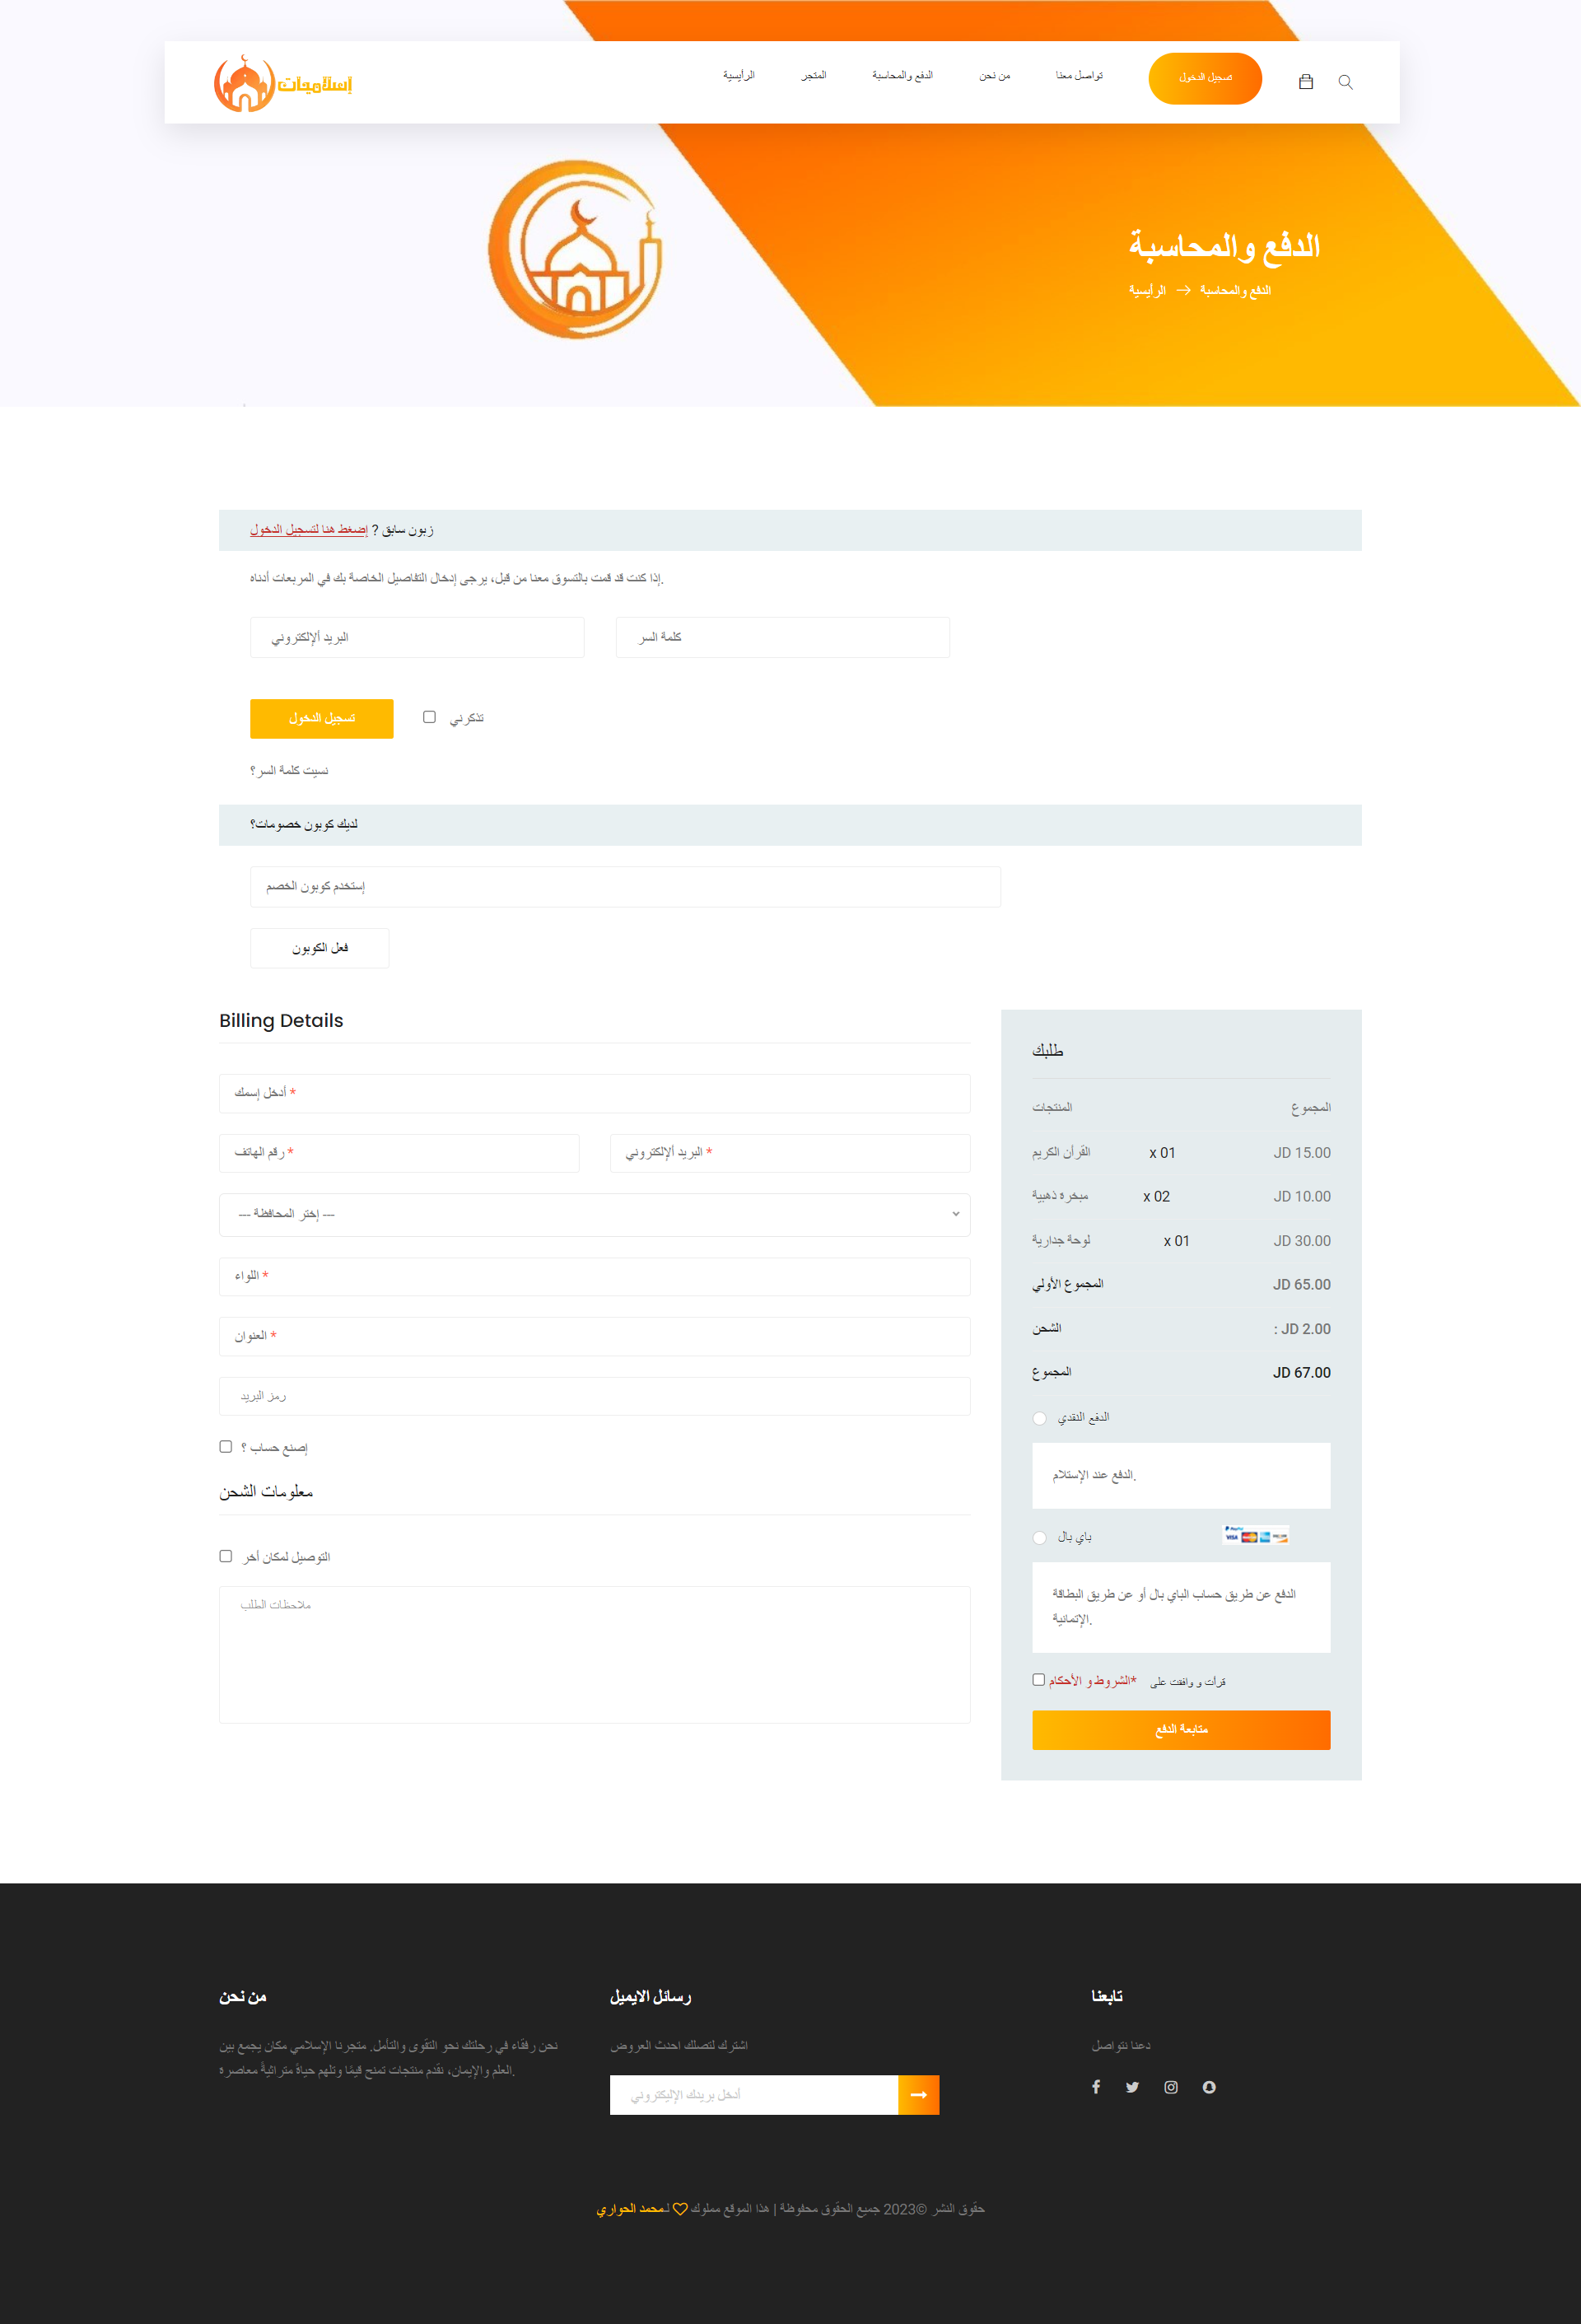 إسلاميات
الرأيسية
المتجر
الدفع والمحاسبة
من نحن
تواصل معنا
تسجيل الدخول
الدفع والمحاسبة
الرأيسية → الدفع والمحاسبة
زبون سابق ? إضغط هنا لتسجيل الدخول
إذا كنت قد قمت بالتسوق معنا من قبل، يرجى إدخال التفاصيل الخاصة بك في المربعات أدناه.
البريد ألإلكتروني
كلمة السر
تسجيل الدخول
تذكرني
نسيت كلمة السر؟
لديك كوبون خصومات؟
إستخدم كوبون الخصم
فعل الكوبون
Billing Details
أدخل إسمك *
رقم الهاتف *
البريد ألإلكتروني *
--- إختر المحافظة ---
اللواء *
العنوان *
رمز البريد
إصنع حساب ؟
معلومات الشحن
التوصيل لمكان أخر
ملاحظات الطلب
طلبك
المنتجات المجموع
القرأن الكريم x 01 JD 15.00
مبخرة ذهبية x 02 JD 10.00
لوحة جدارية x 01 JD 30.00
المجموع الأولي JD 65.00
الشحن : JD 2.00
المجموع JD 67.00
الدفع النقدي
الدفع عند الإستلام.
باي بال
PayPal
VISA
الدفع عن طريق حساب الباي بال أو عن طريق البطاقة
الإتمانية.
قرأت و وافقت على الشروط و الأحكام*
متابعة الدفع
من نحن
نحن رفقاء في رحلتك نحو التقوى والتأمل. متجرنا الإسلامي مكان يجمع بين
العلم والإيمان، نقدم منتجات تمنح قيمًا وتلهم حياةً متراثيةً معاصره.
رسائل الايميل
اشترك لتصلك احدث العروض
أدخل بريدك الإليكتروني
تابعنا
دعنا نتواصل
حقوق النشر ©2023 جميع الحقوق محفوظة | هذا الموقع مملوك ل‍ـمحمد الحواري